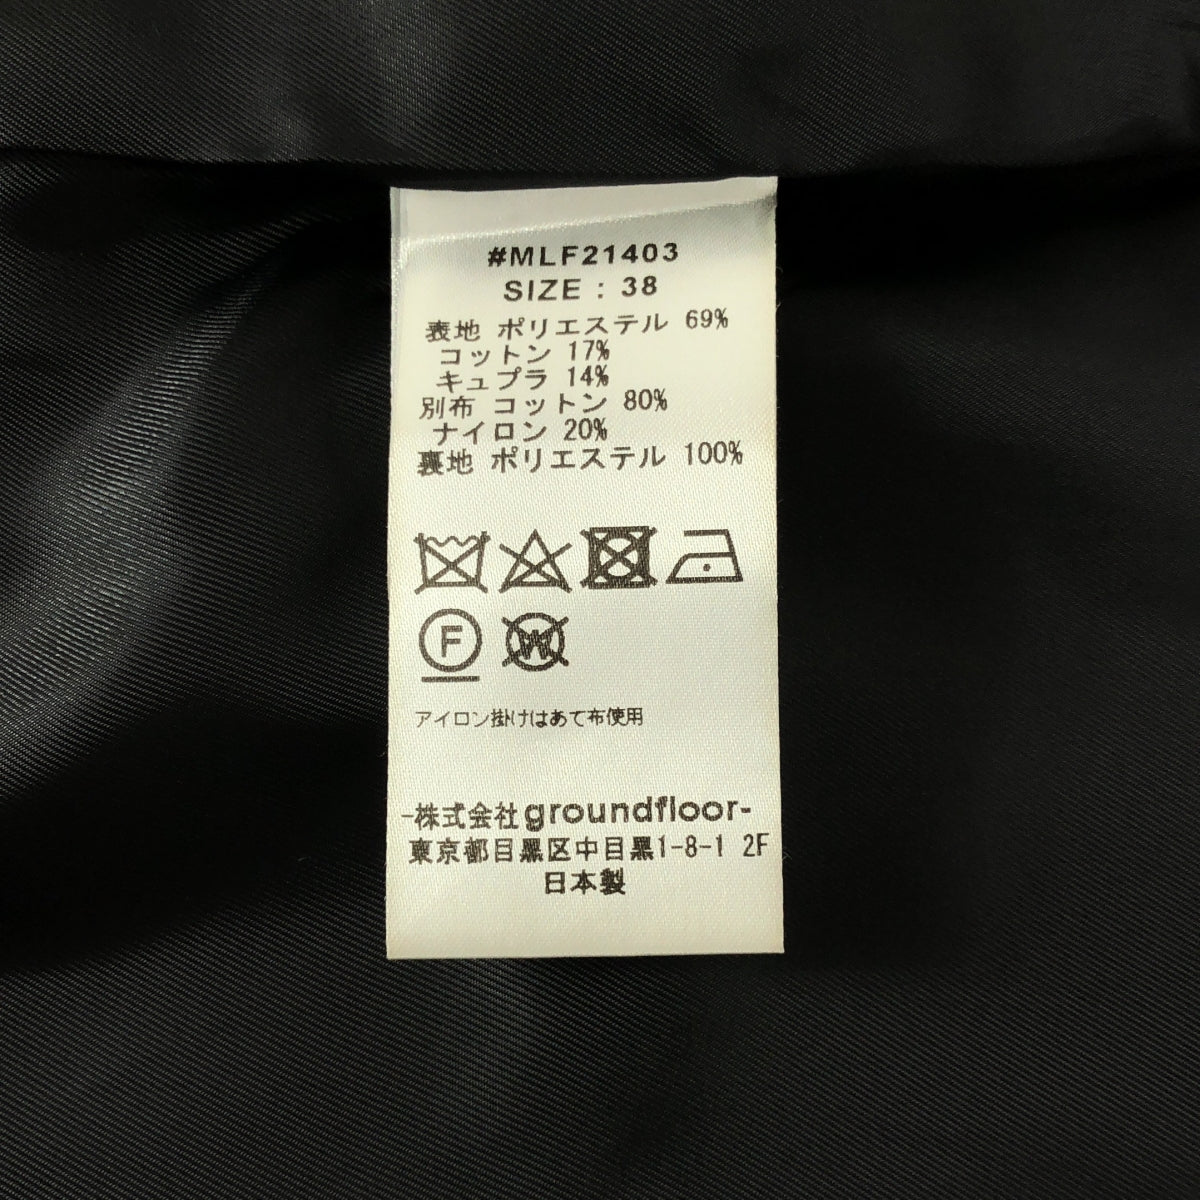 #MLF21403
SIZE : 38
表地 ポリエステル 69%
コットン 17%
キュプラ 14%
別布 コットン 80%
ナイロン 20%
裏地 ポリエステル 100%
F
W
アイロン掛けはあて布使用
-株式会社groundfloor-
東京都目黒区中目黒1-8-1 2F
日本製